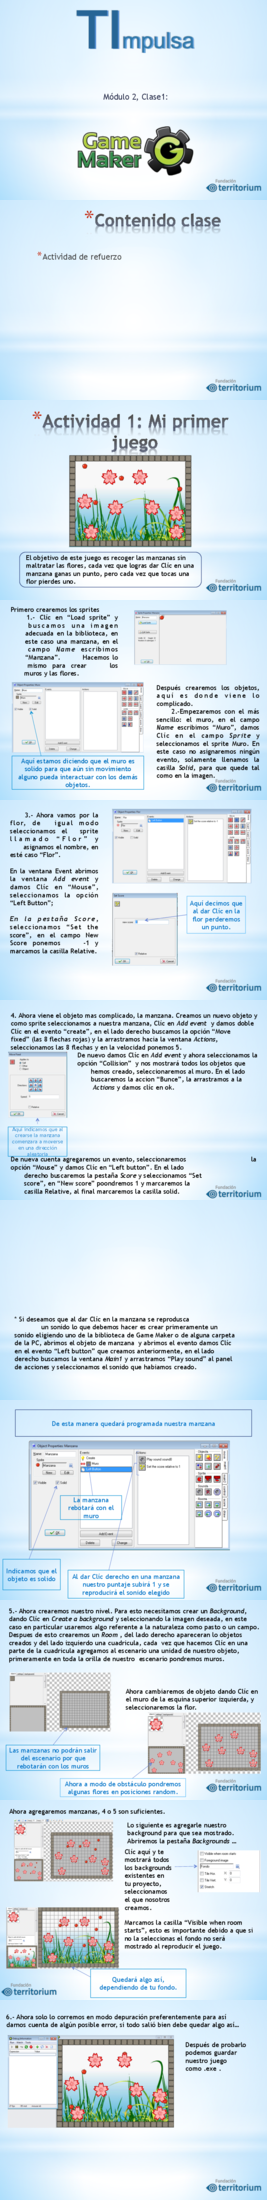 TImpulsa
Módulo 2, Clase1:
Game
Maker
Fundación
territorium
*Contenido clase
*Actividad de refuerzo
Fundación
territorium
*Actividad 1: Mi primer
juego
El objetivo de este juego es recoger las manzanas sin
maltratar las flores, cada vez que logras dar Clic en una
manzana ganas un punto, pero cada vez que tocas una
flor pierdes uno.
Fundación
territorium
Primero crearemos los sprites
1.- Clic en “Load sprite” y
buscamos una imagen
adecuada en la biblioteca, en
este caso una manzana, en el
campo Name escribimos
“Manzana”. Hacemos lo
mismo para crear los
muros y las flores.
Después crearemos los objetos,
aquí es donde viene lo
complicado.
2.-Empezaremos con el más
sencillo: el muro, en el campo
Name escribimos “Muro”, damos
Clic en el campo Sprite y
seleccionamos el sprite Muro. En
este caso no asignaremos ningún
evento, solamente llenamos la
casilla Solid, para que quede tal
como en la imagen.
Aquí estamos diciendo que el muro es
solido para que aún sin movimiento
alguno pueda interactuar con los demás
objetos.
Fundación
territorium
3.- Ahora vamos por la
flor, de igual modo
seleccionamos el sprite
llamado “Flor” y
asignamos el nombre, en
esté caso “Flor”.
En la ventana Event abrimos
la ventana Add event y
damos Clic en “Mouse”,
seleccionamos la opción
“Left Button”;
En la pestaña Score,
seleccionamos “Set the
score”, en el campo New
Score ponemos -1 y
marcamos la casilla Relative.
Aquí decimos que
al dar Clic en la
flor perderemos
un punto.
Fundación
territorium
4. Ahora viene el objeto mas complicado, la manzana. Creamos un nuevo objeto y
como sprite seleccionamos a nuestra manzana, Clic en Add event y damos doble
Clic en el evento “create”, en el lado derecho buscamos la opción “Move
fixed” (las 8 flechas rojas) y la arrastramos hacia la ventana Actions,
seleccionamos las 8 flechas y en la velocidad ponemos 5.
De nuevo damos Clic en Add event y ahora seleccionamos la
opción “Collision” y nos mostrará todos los objetos que
hemos creado, seleccionaremos al muro. En el lado
buscaremos la accion “Bunce”, la arrastramos a la
Actions y damos clic en ok.
Aquí indicamos que al
crearse la manzana
comenzará a moverse
en una dirección
aleatoria
De nueva cuenta agregaremos un evento, seleccionaremos la
opción “Mouse” y damos Clic en “Left button”. En el lado
derecho buscaremos la pestaña Score y seleccionamos “Set
score”, en “New score” poondremos 1 y marcaremos la
casilla Relative, al final marcaremos la casilla solid.
Fundación
territorium
* Si deseamos que al dar Clic en la manzana se reproduzca
un sonido lo que debemos hacer es crear primeramente un
sonido eligiendo uno de la biblioteca de Game Maker o de alguna carpeta
de la PC, abrimos el objeto de manzana y abrimos el evento damos Clic
en el evento “Left button” que creamos anteriormente, en el lado
derecho buscamos la ventana Main1 y arrastramos “Play sound” al panel
de acciones y seleccionamos el sonido que habiamos creado.
De esta manera quedará programada nuestra manzana
La manzana
rebotará con el
muro
Indicamos que el
objeto es solido
Al dar Clic derecho en una manzana
nuestro puntaje subirá 1 y se
reproducirá el sonido elegido
5.- Ahora crearemos nuestro nivel. Para esto necesitamos crear un Background,
dando Clic en Create a background y seleccionando la imagen deseada, en este
caso en particular usaremos algo referente a la naturaleza como pasto o un campo.
Despues de esto crearemos un Room , del lado derecho apareceran lo objetos
creados y del lado izquierdo una cuadrícula, cada vez que hacemos Clic en una
parte de la cuadrícula agregamos al escenario una unidad de nuestro objeto,
primeramente en toda la orilla de nuestro escenario pondremos muros.
Ahora cambiaremos de objeto dando Clic en
el muro de la esquina superior izquierda, y
seleccionaremos la flor.
Las manzanas no podrán salir
del escenario por que
rebotarán con los muros
Ahora a modo de obstáculo pondremos
algunas flores en posiciones random.
Fundación
territorium
Ahora agregaremos manzanas, 4 o 5 son suficientes.
Lo siguiente es agregarle nuestro
background para que sea mostrado.
Abriremos la pestaña Backgrounds …
Clic aquí y te
mostrará todos
los backgrounds
existentes en
tu proyecto,
seleccionamos
el que nosotros
creamos.
Marcamos la casilla “Visible when room
starts”, esto es importante debido a que si
no la seleccionas el fondo no será
mostrado al reproducir el juego.
Quedará algo así,
dependiendo de tu fondo.
Fundación
territorium
6.- Ahora solo lo corremos en modo depuración preferentemente para así
darnos cuenta de algún posible error, si todo salió bien debe quedar algo asi…
Después de probarlo
podemos guardar
nuestro juego
como .exe .
Fundación
territorium